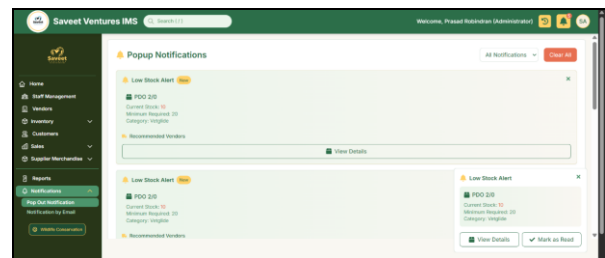 Saveet Ventures IMS
Search (/)
Welcome, Prasad Robindran (Administrator)
SA
Saveet
Home
Staff Management
Vendors
Inventory
Customers
Sales
Supplier Merchandise
Reports
Notifications
Pop Out Notification
Notification by Email
Wildlife Conservation
Popup Notifications
All Notifications
Clear All
Low Stock Alert New
PDO 2/0
Current Stock: 10
Minimum Required: 20
Category: Velglide
Recommended Vendors
View Details
Low Stock Alert New
PDO 2/0
Current Stock: 10
Minimum Required: 20
Category: Velglide
Recommended Vendors
Low Stock Alert
PDO 2/0
Current Stock: 10
Minimum Required: 20
Category: Velglide
View Details
Mark as Read